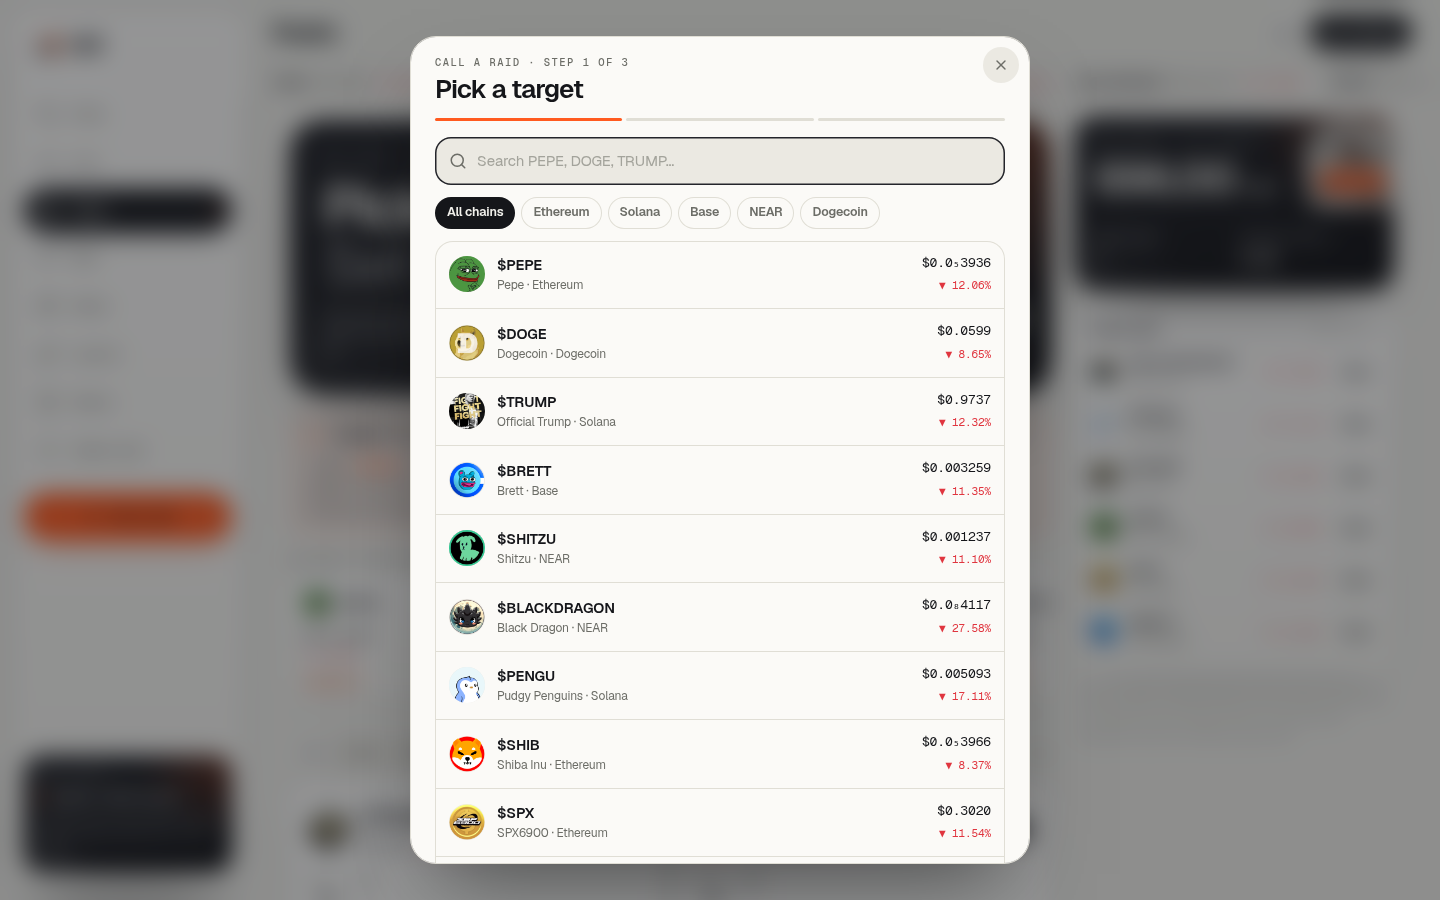 CALL A RAID · STEP 1 OF 3
Pick a target
Search PEPE, DOGE, TRUMP...
All chains
Ethereum
Solana
Base
NEAR
Dogecoin
$PEPE
$0.0₅3936
Pepe · Ethereum
▼ 12.06%
$DOGE
$0.0599
Dogecoin · Dogecoin
▼ 8.65%
$TRUMP
$0.9737
Official Trump · Solana
▼ 12.32%
$BRETT
$0.003259
Brett · Base
▼ 11.35%
$SHITZU
$0.001237
Shitzu · NEAR
▼ 11.10%
$BLACKDRAGON
$0.0₈4117
Black Dragon · NEAR
▼ 27.58%
$PENGU
$0.005093
Pudgy Penguins · Solana
▼ 17.11%
$SHIB
$0.0₅3966
Shiba Inu · Ethereum
▼ 8.37%
$SPX
$0.3020
SPX6900 · Ethereum
▼ 11.54%